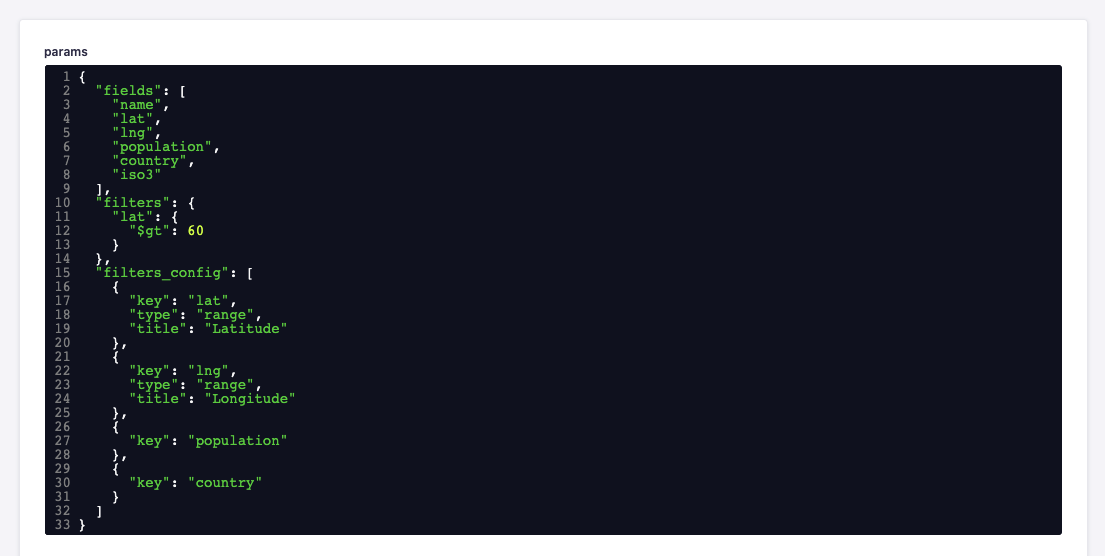 params
1 {
2   "fields": [
3     "name",
4     "lat",
5     "lng",
6     "population",
7     "country",
8     "iso3"
9   ],
10   "filters": {
11     "lat": {
12       "$gt": 60
13     }
14   },
15   "filters_config": [
16     {
17       "key": "lat",
18       "type": "range",
19       "title": "Latitude"
20     },
21     {
22       "key": "lng",
23       "type": "range",
24       "title": "Longitude"
25     },
26     {
27       "key": "population"
28     },
29     {
30       "key": "country"
31     }
32   ]
33 }